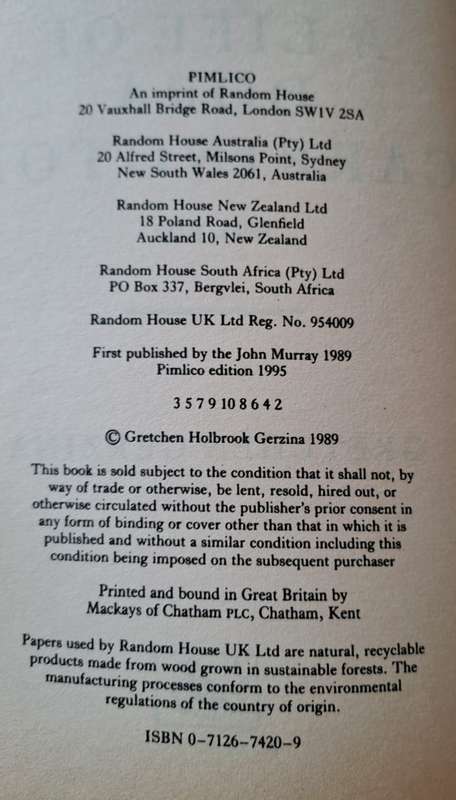 PIMLICO
An imprint of Random House
20 Vauxhall Bridge Road, London SW1V 2SA
Random House Australia (Pty) Ltd
20 Alfred Street, Milsons Point, Sydney
New South Wales 2061, Australia
Random House New Zealand Ltd
18 Poland Road, Glenfield
Auckland 10, New Zealand
Random House South Africa (Pty) Ltd
PO Box 337, Bergvlei, South Africa
Random House UK Ltd Reg. No. 954009
First published by the John Murray 1989
Pimlico edition 1995
3 5 7 9 10 8 6 4 2
© Gretchen Holbrook Gerzina 1989
This book is sold subject to the condition that it shall not, by
way of trade or otherwise, be lent, resold, hired out, or
otherwise circulated without the publisher's prior consent in
any form of binding or cover other than that in which it is
published and without a similar condition including this
condition being imposed on the subsequent purchaser
Printed and bound in Great Britain by
Mackays of Chatham PLC, Chatham, Kent
Papers used by Random House UK Ltd are natural, recyclable
products made from wood grown in sustainable forests. The
manufacturing processes conform to the environmental
regulations of the country of origin.
ISBN 0-7126-7420-9